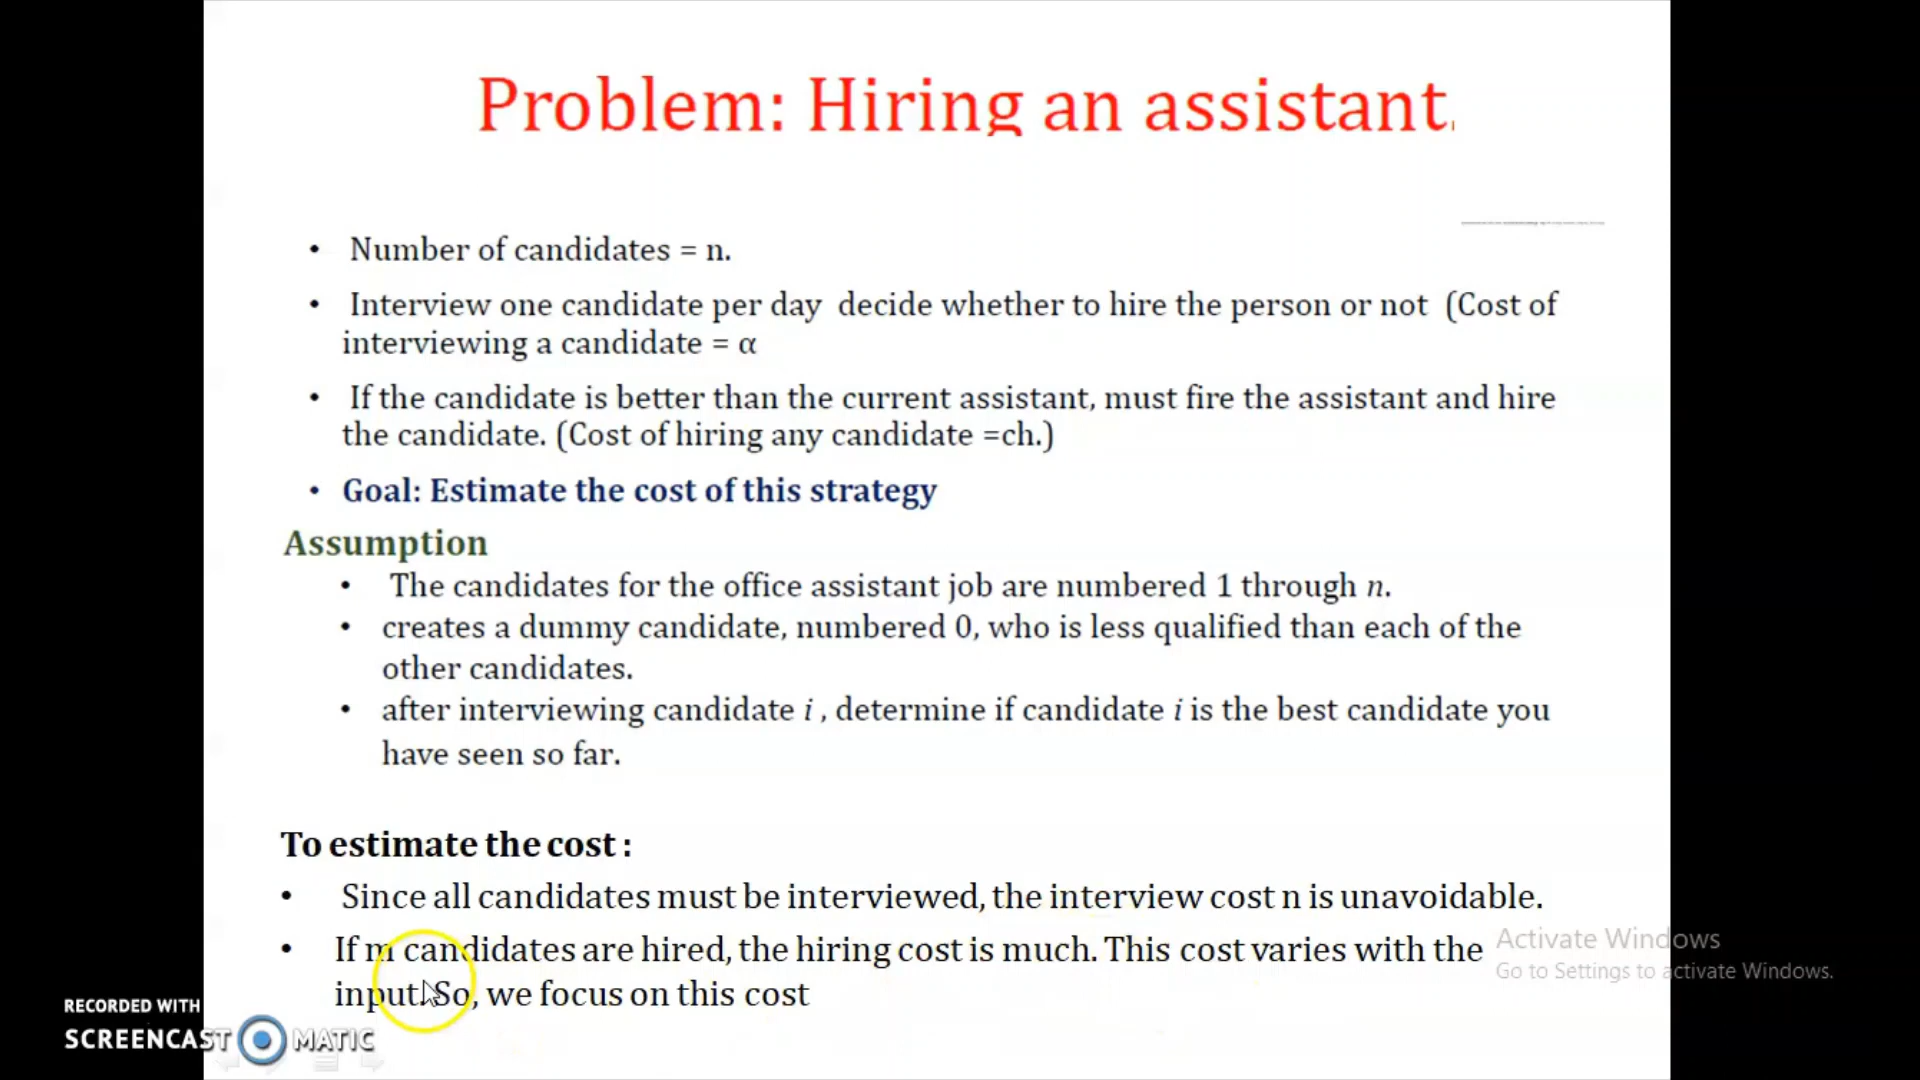 Problem: Hiring an assistant.
• Number of candidates = n.
• Interview one candidate per day decide whether to hire the person or not (Cost of
interviewing a candidate = α
• If the candidate is better than the current assistant, must fire the assistant and hire
the candidate. (Cost of hiring any candidate =ch.)
• Goal: Estimate the cost of this strategy
Assumption
• The candidates for the office assistant job are numbered 1 through n.
• creates a dummy candidate, numbered 0, who is less qualified than each of the
other candidates.
• after interviewing candidate i , determine if candidate i is the best candidate you
have seen so far.
To estimate the cost :
• Since all candidates must be interviewed, the interview cost n is unavoidable.
• If m candidates are hired, the hiring cost is much. This cost varies with the
input. So, we focus on this cost
Activate Windows
Go to Settings to activate Windows.
RECORDED WITH
SCREENCAST MATIC